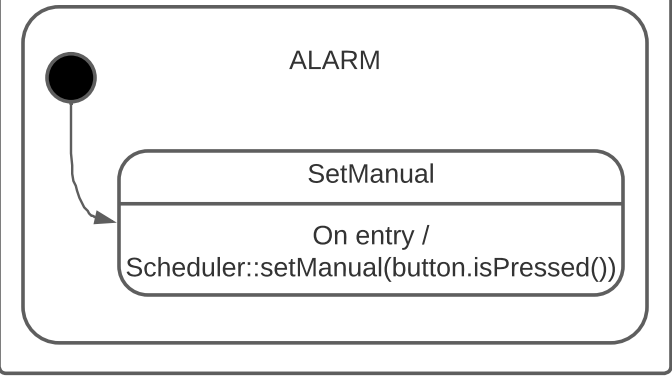 ALARM
SetManual
On entry /
Scheduler::setManual(button.isPressed())